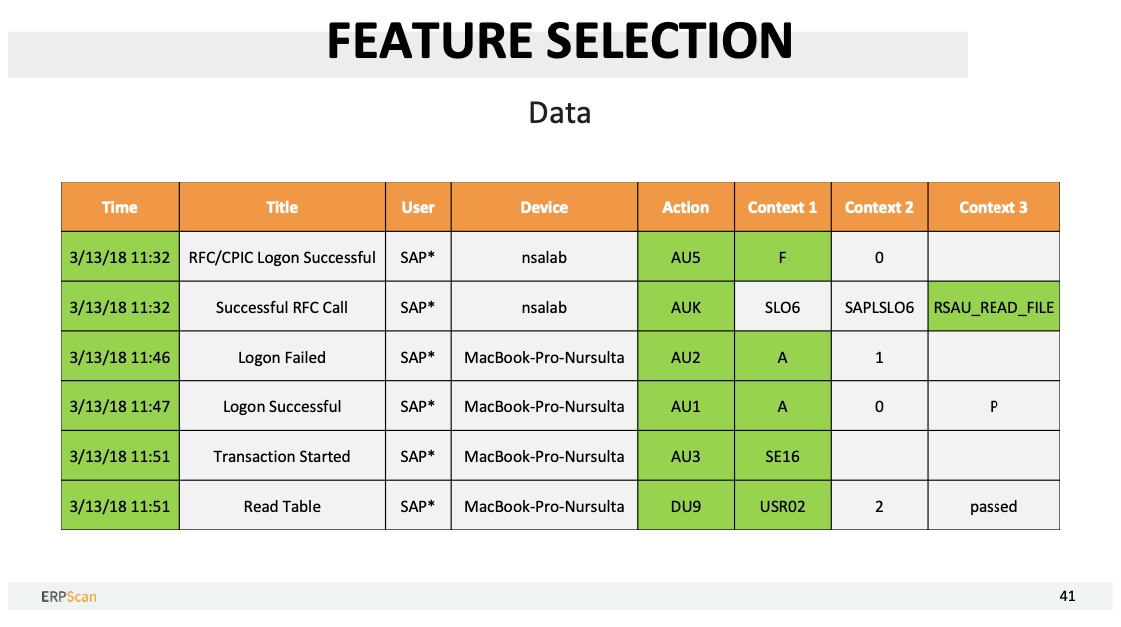 FEATURE SELECTION
Data
Time Title User Device Action Context 1 Context 2 Context 3
3/13/18 11:32 RFC/CPIC Logon Successful SAP* nsalab AU5 F 0
3/13/18 11:32 Successful RFC Call SAP* nsalab AUK SLO6 SAPLSLO6 RSAU_READ_FILE
3/13/18 11:46 Logon Failed SAP* MacBook-Pro-Nursulta AU2 A 1
3/13/18 11:47 Logon Successful SAP* MacBook-Pro-Nursulta AU1 A 0 P
3/13/18 11:51 Transaction Started SAP* MacBook-Pro-Nursulta AU3 SE16
3/13/18 11:51 Read Table SAP* MacBook-Pro-Nursulta DU9 USR02 2 passed
ERPScan 41